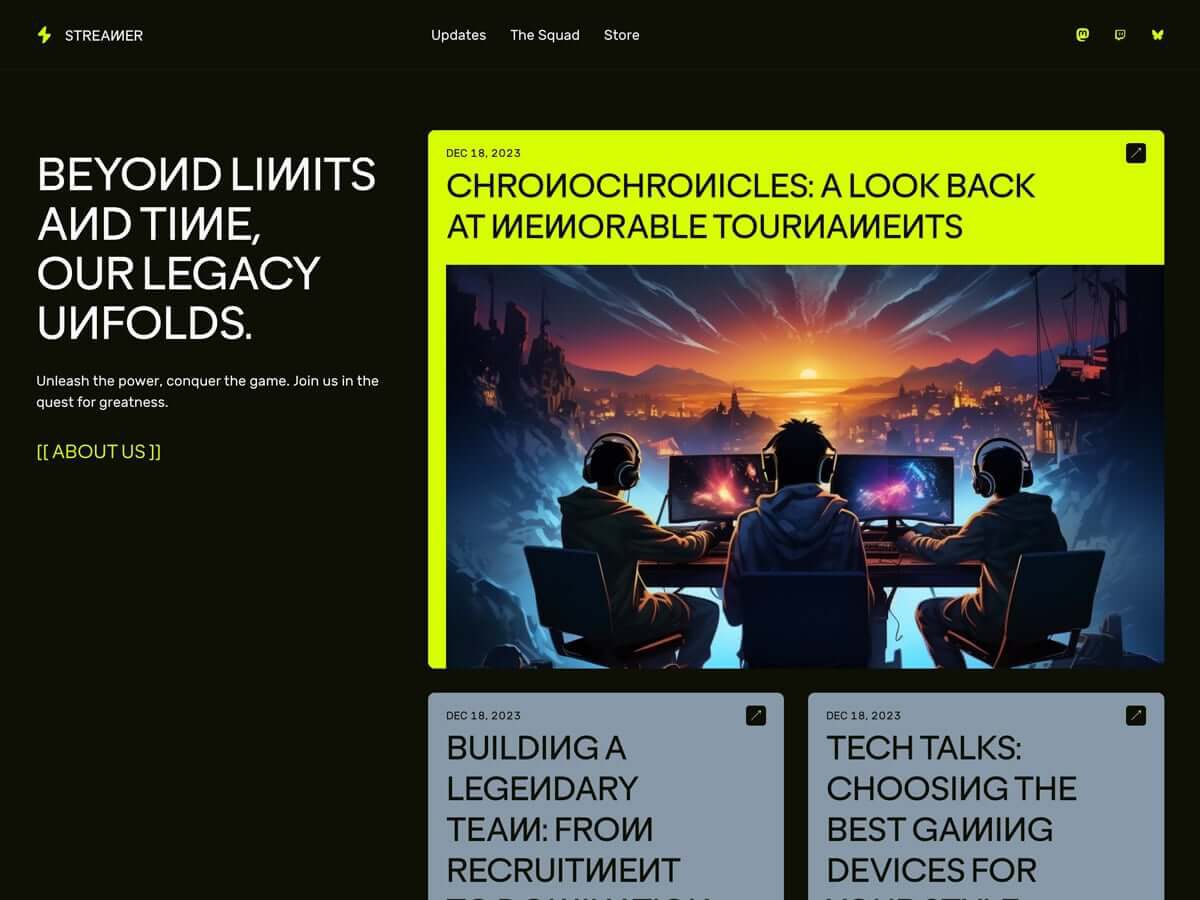 STREAMER
Updates
The Squad
Store
BEYOND LIMITS
AND TIME,
OUR LEGACY
UNFOLDS.
Unleash the power, conquer the game. Join us in the
quest for greatness.
[[ ABOUT US ]]
DEC 18, 2023
CHRONOCHRONICLES: A LOOK BACK
AT MEMORABLE TOURNAMENTS
DEC 18, 2023
BUILDING A
LEGENDARY
TEAM: FROM
RECRUITMENT
DEC 18, 2023
TECH TALKS:
CHOOSING THE
BEST GAMING
DEVICES FOR